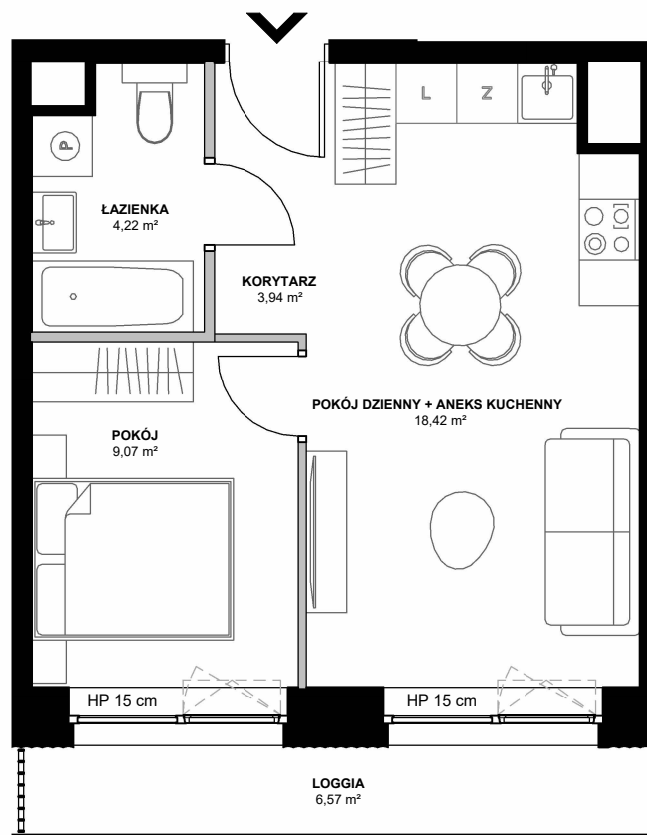 L
Z
P
ŁAZIENKA
4,22 m²
KORYTARZ
3,94 m²
POKÓJ DZIENNY + ANEKS KUCHENNY
18,42 m²
POKÓJ
9,07 m²
HP 15 cm
HP 15 cm
LOGGIA
6,57 m²